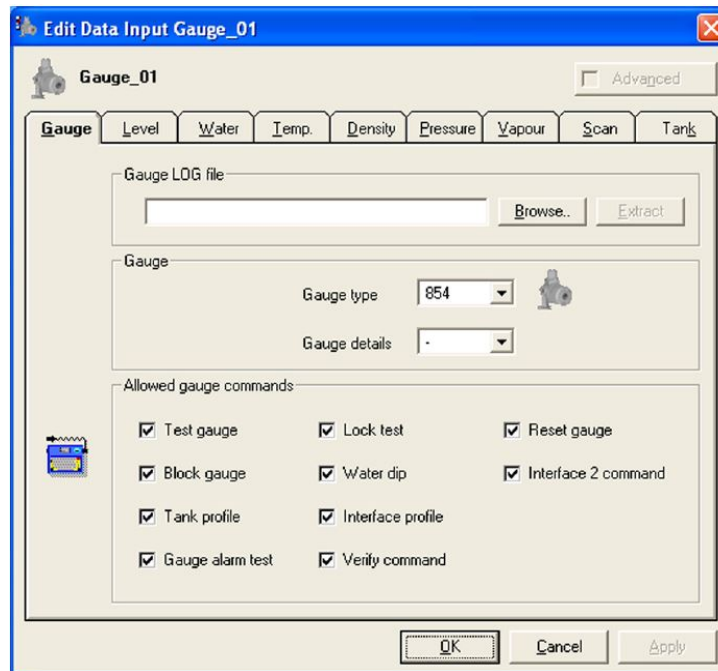 Edit Data Input Gauge_01
Gauge_01
Advanced
Gauge Level Water Temp. Density Pressure Vapour Scan Tank
Gauge LOG file
Browse.. Extract
Gauge
Gauge type 854
Gauge details -
Allowed gauge commands
Test gauge Lock test Reset gauge
Block gauge Water dip Interface 2 command
Tank profile Interface profile
Gauge alarm test Verify command
OK Cancel Apply